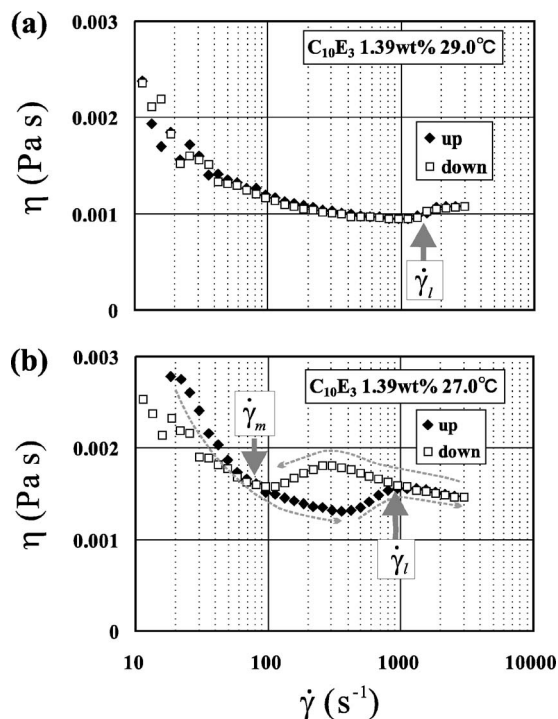 (a)
C₁₀E₃ 1.39wt% 29.0℃
0.003
0.002
0.001
0
η (Pa s)
up
down
γ̇ₗ
(b)
C₁₀E₃ 1.39wt% 27.0℃
0.003
0.002
0.001
0
η (Pa s)
up
down
γ̇ₘ
γ̇ₗ
10 100 1000 10000
γ̇ (s⁻¹)